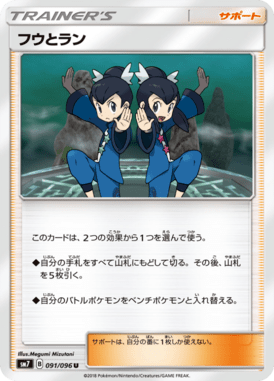 TRAINER'S
サポート
フウとラン
このカードは、2つの効果から1つを選んで使う。
◆自分の手札をすべて山札にもどして切る。その後、山札
を5枚引く。
◆自分のバトルポケモンをベンチポケモンと入れ替える。
Illus. Megumi Mizutani
SM7 091/096 U
サポートは、自分の番に1枚しか使えない。
©2018 Pokémon/Nintendo/Creatures/GAME FREAK.